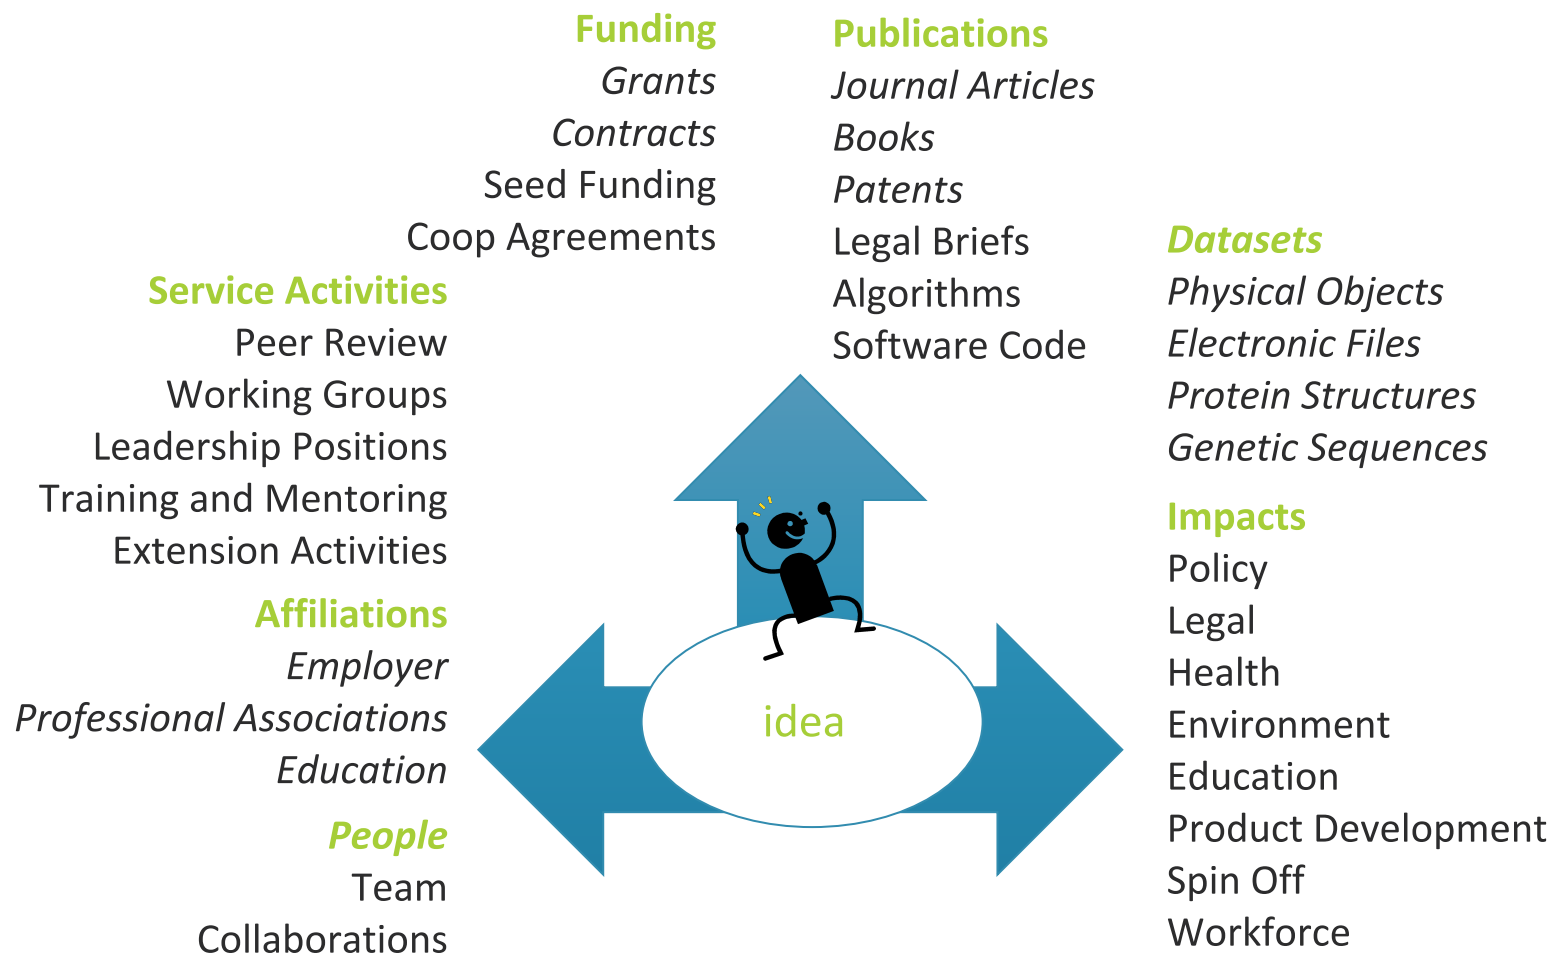 Funding
Grants
Contracts
Seed Funding
Coop Agreements
Publications
Journal Articles
Books
Patents
Legal Briefs
Algorithms
Software Code
Service Activities
Peer Review
Working Groups
Leadership Positions
Training and Mentoring
Extension Activities
Affiliations
Employer
Professional Associations
Education
People
Team
Collaborations
idea
Datasets
Physical Objects
Electronic Files
Protein Structures
Genetic Sequences
Impacts
Policy
Legal
Health
Environment
Education
Product Development
Spin Off
Workforce